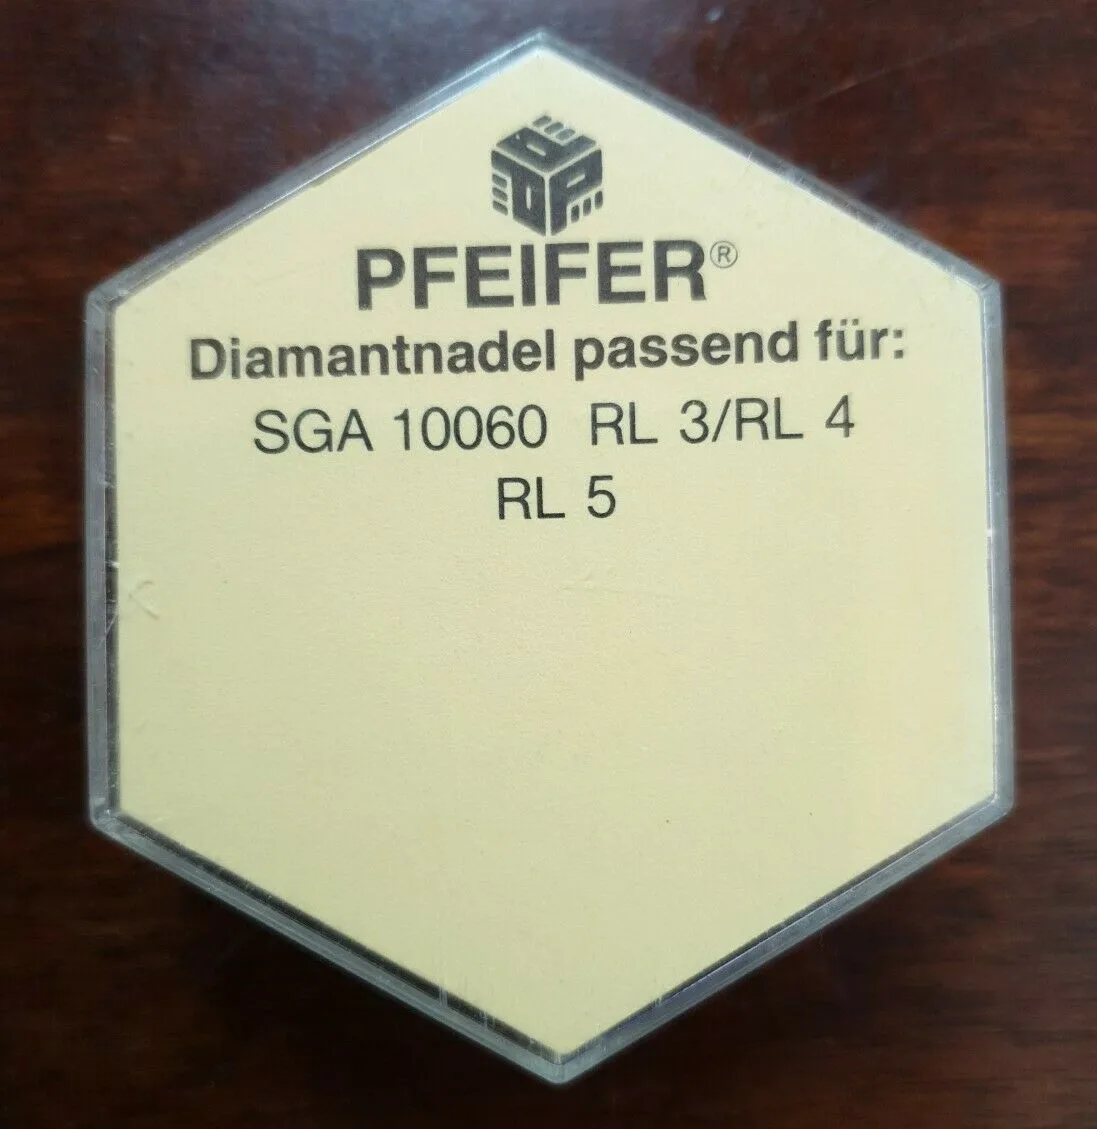 PFEIFER®
Diamantnadel passend für:
SGA 10060 RL 3/RL 4
RL 5